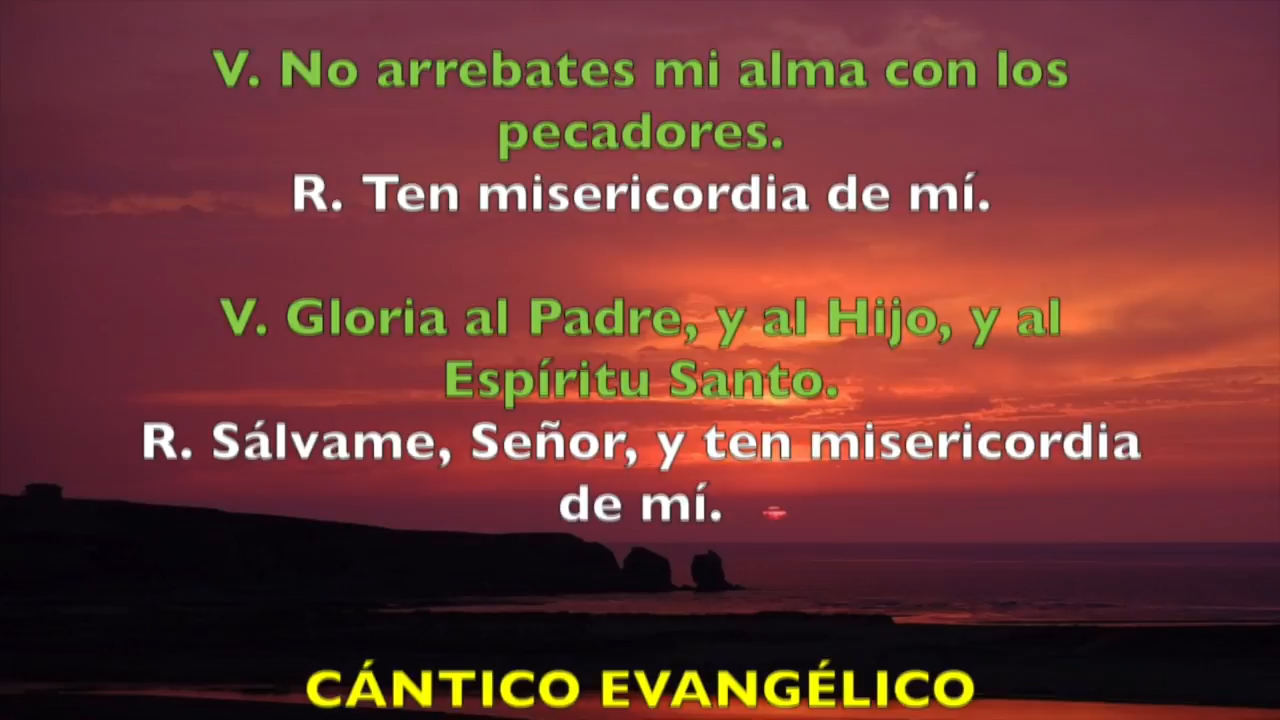 V. No arrebates mi alma con los
pecadores.
R. Ten misericordia de mí.
V. Gloria al Padre, y al Hijo, y al
Espíritu Santo.
R. Sálvame, Señor, y ten misericordia
de mí.
CÁNTICO EVANGÉLICO